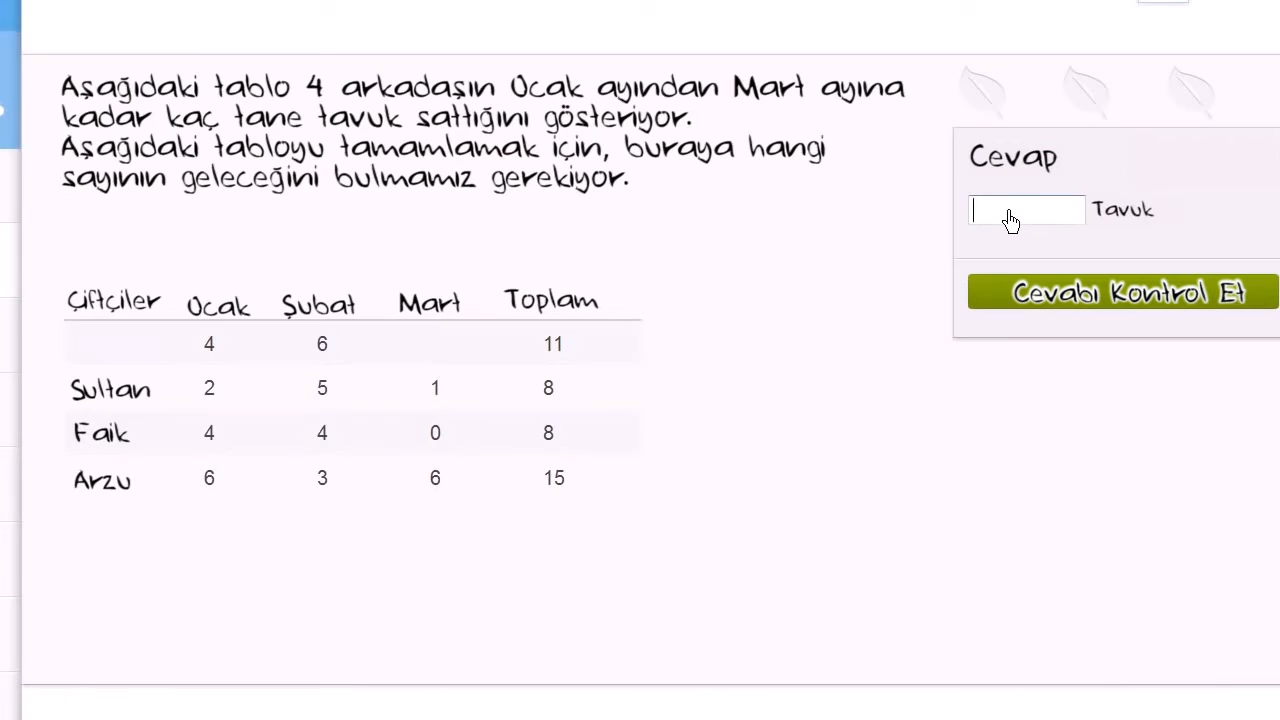 Aşağıdaki tablo 4 arkadaşın Ocak ayından Mart ayına
kadar kaç tane tavuk sattığını gösteriyor.
Aşağıdaki tabloyu tamamlamak için, buraya hangi
sayının geleceğini bulmamız gerekiyor.
Cevap
Tavuk
Cevabı Kontrol Et
Çiftçiler Ocak Şubat Mart Toplam
4 6 11
Sultan 2 5 1 8
Faik 4 4 0 8
Arzu 6 3 6 15